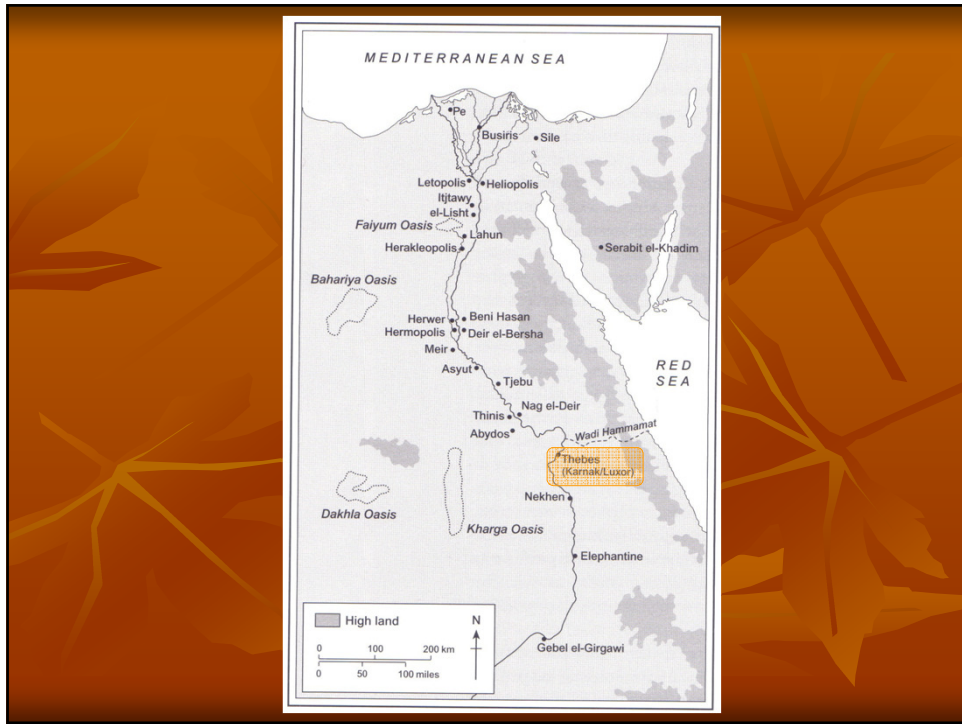 MEDITERRANEAN SEA
Pe
Busiris
Sile
Letopolis
Heliopolis
Itjtawy
el-Lisht
Faiyum Oasis
Lahun
Herakleopolis
Serabit el-Khadim
Bahariya Oasis
Herwer
Beni Hasan
Hermopolis
Deir el-Bersha
Meir
RED
SEA
Asyut
Tjebu
Nag el-Deir
Thinis
Abydos
Wadi Hammamat
Thebes
(Karnak/Luxor)
Nekhen
Dakhla Oasis
Kharga Oasis
Elephantine
High land
N
0 100 200 km
0 50 100 miles
Gebel el-Girgawi